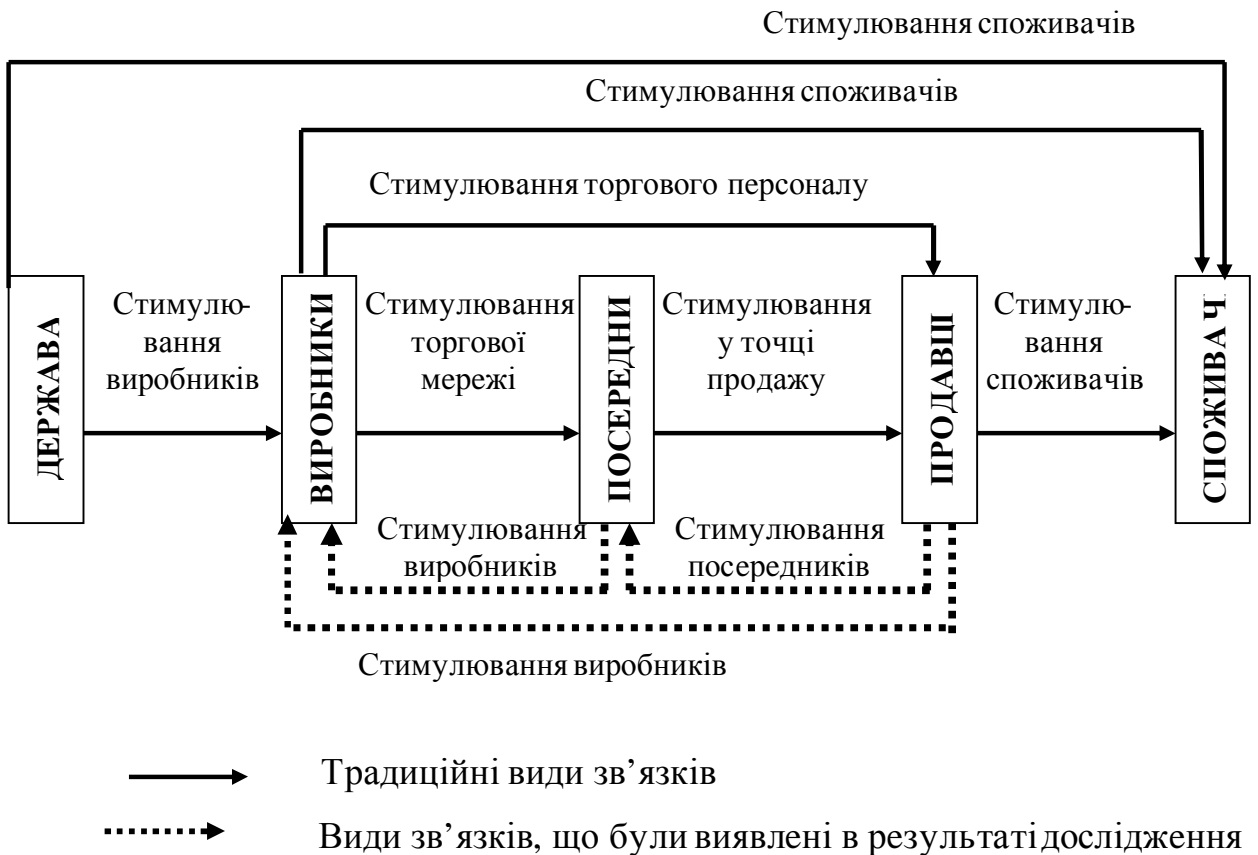 Стимулювання споживачів
Стимулювання споживачів
Стимулювання торгового персоналу
ДЕРЖАВА
Стимулю-
вання
виробників
ВИРОБНИКИ
Стимулювання
торгової
мережі
ПОСЕРЕДНИ
Стимулювання
у точці
продажу
ПРОДАВЦІ
Стимулю-
вання
споживачів
СПОЖИВАЧ
Стимулювання
виробників
Стимулювання
посередників
Стимулювання виробників
Традиційні види зв’язків
Види зв’язків, що були виявлені в результаті дослідження